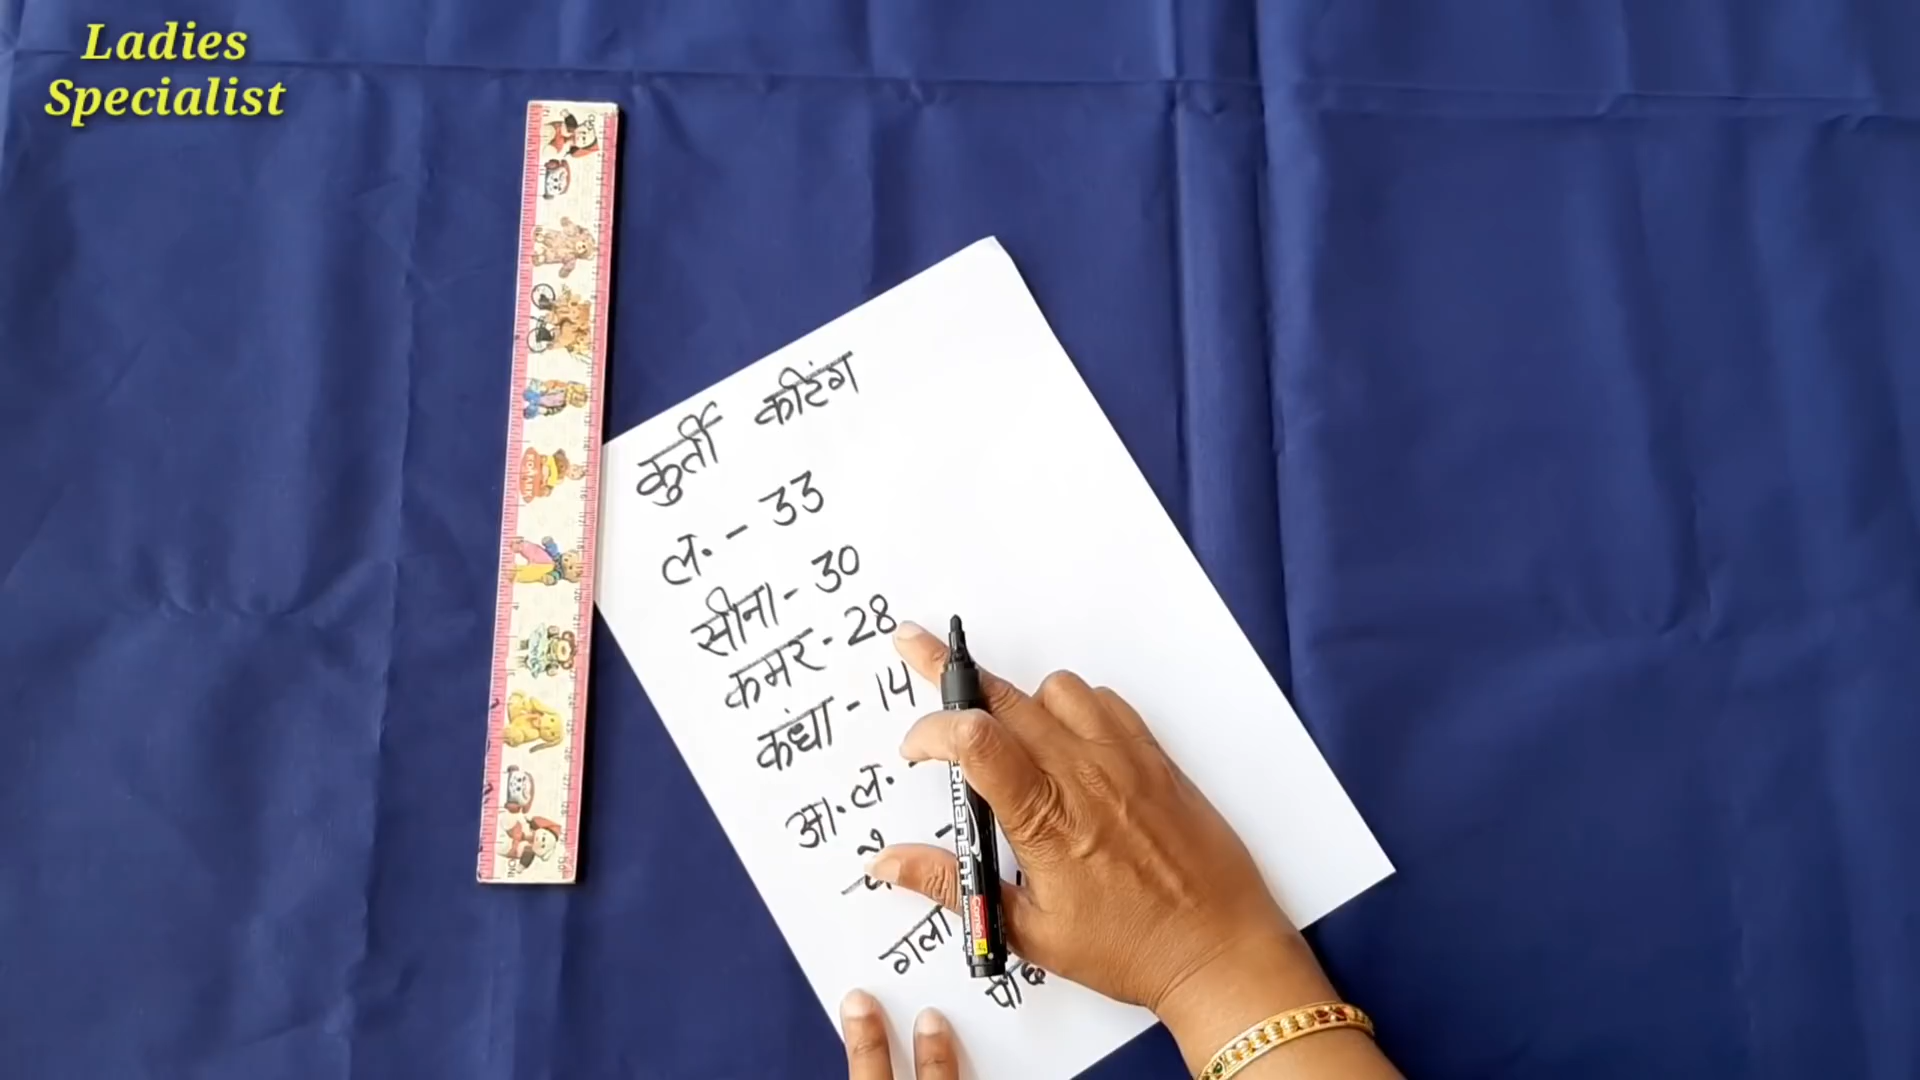 Ladies
Specialist
कुर्ती कटिंग
ल. - 33
सीना - 30
कमर - 28
कंधा - 14
आ. ल. -
गला